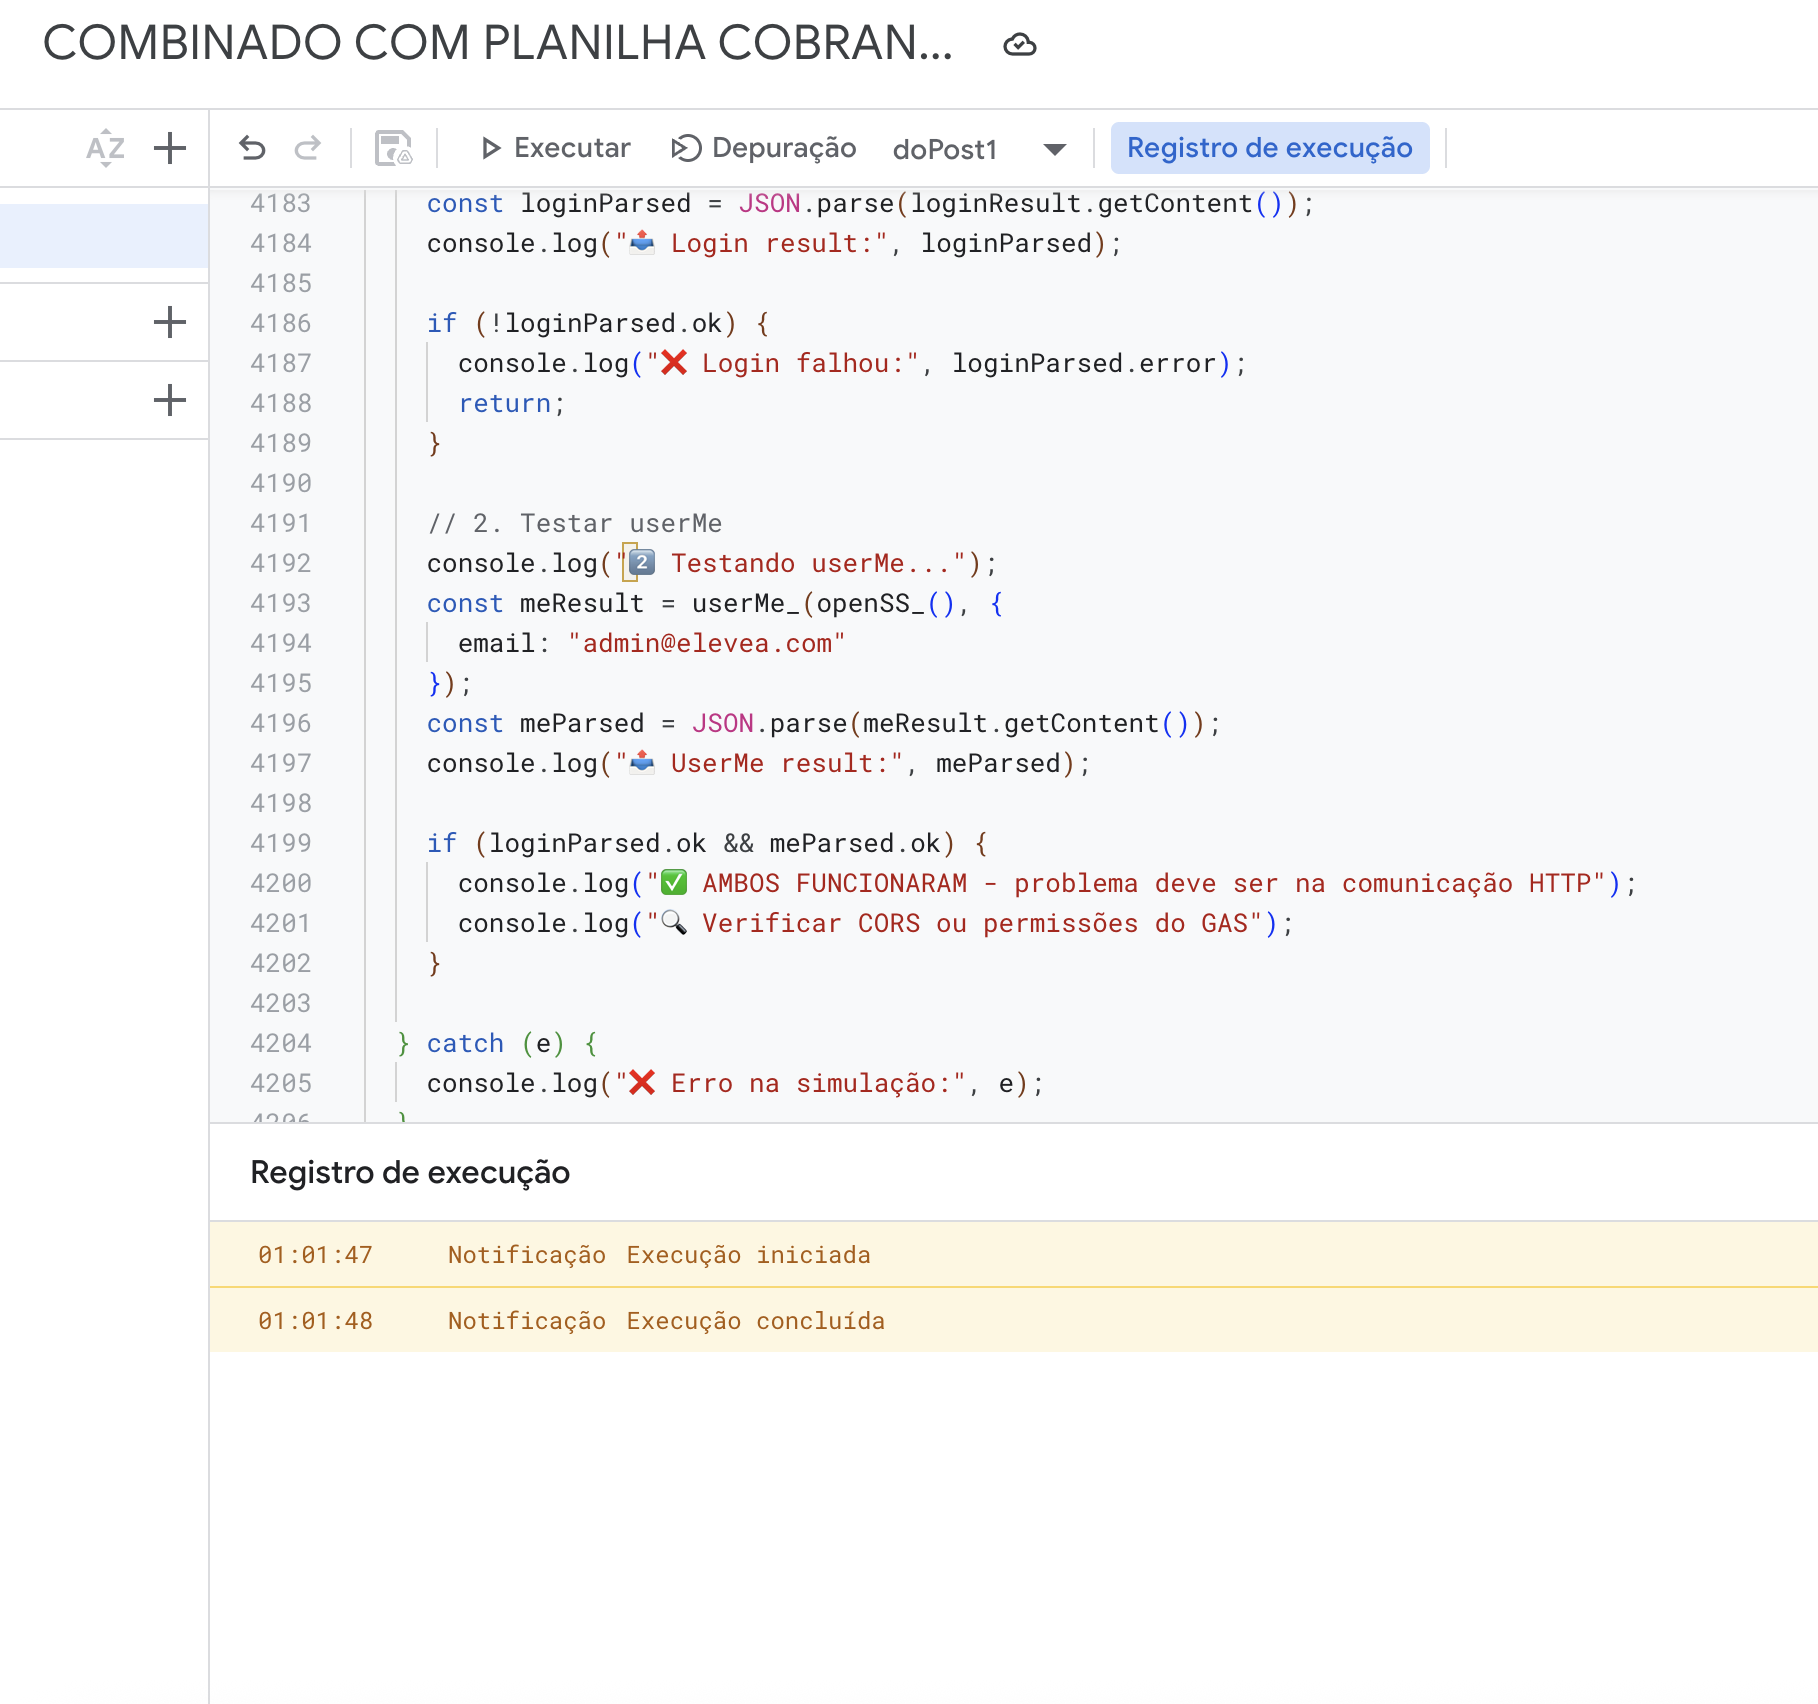 COMBINADO COM PLANILHA COBRAN...
AZ Executar Depuração doPost1 Registro de execução
4183 const loginParsed = JSON.parse(loginResult.getContent());
4184 console.log("📤 Login result:", loginParsed);
4185
4186 if (!loginParsed.ok) {
4187 console.log("❌ Login falhou:", loginParsed.error);
4188 return;
4189 }
4190
4191 // 2. Testar userMe
4192 console.log("2️⃣ Testando userMe...");
4193 const meResult = userMe_(openSS_(), {
4194 email: "admin@elevea.com"
4195 });
4196 const meParsed = JSON.parse(meResult.getContent());
4197 console.log("📤 UserMe result:", meParsed);
4198
4199 if (loginParsed.ok && meParsed.ok) {
4200 console.log("✅ AMBOS FUNCIONARAM - problema deve ser na comunicação HTTP");
4201 console.log("🔍 Verificar CORS ou permissões do GAS");
4202 }
4203
4204 } catch (e) {
4205 console.log("❌ Erro na simulação:", e);
4206 }
Registro de execução
01:01:47 Notificação Execução iniciada
01:01:48 Notificação Execução concluída